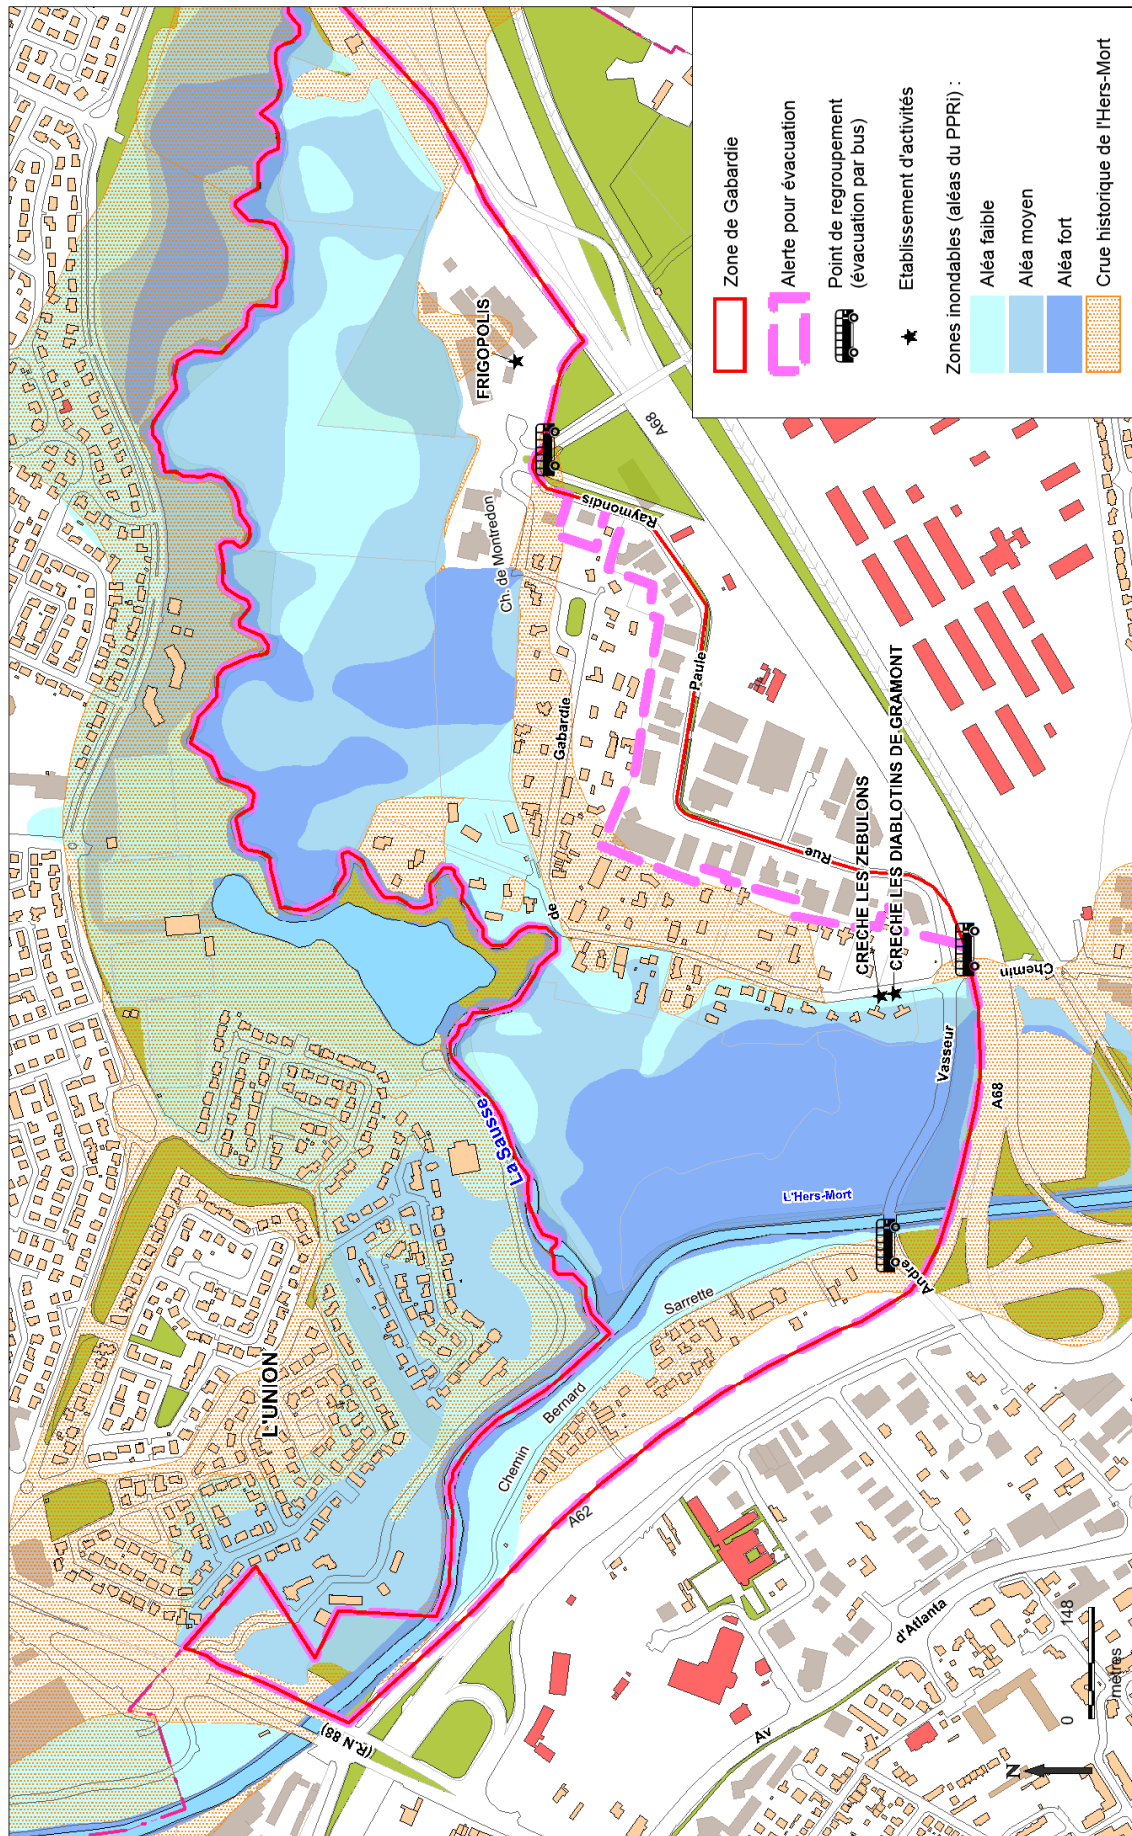 L'UNION
(R.N 88)
A62
Chemin
Bernard
Sarrette
La Sausse
L'Hers-Mort
André
Vasseur
A68
Chemin
CRECHE LES ZEBULONS
CRECHE LES DIABLOTINS DE GRAMONT
Rue
Paule
Raymondis
de
Gabardie
Ch. de Montredon
FRIGOPOLIS
A68
Av
d'Atlanta
N
0 148
mètres
Zone de Gabardie
Alerte pour évacuation
Point de regroupement
(évacuation par bus)
Etablissement d'activités
Zones inondables (aléas du PPRi) :
Aléa faible
Aléa moyen
Aléa fort
Crue historique de l'Hers-Mort